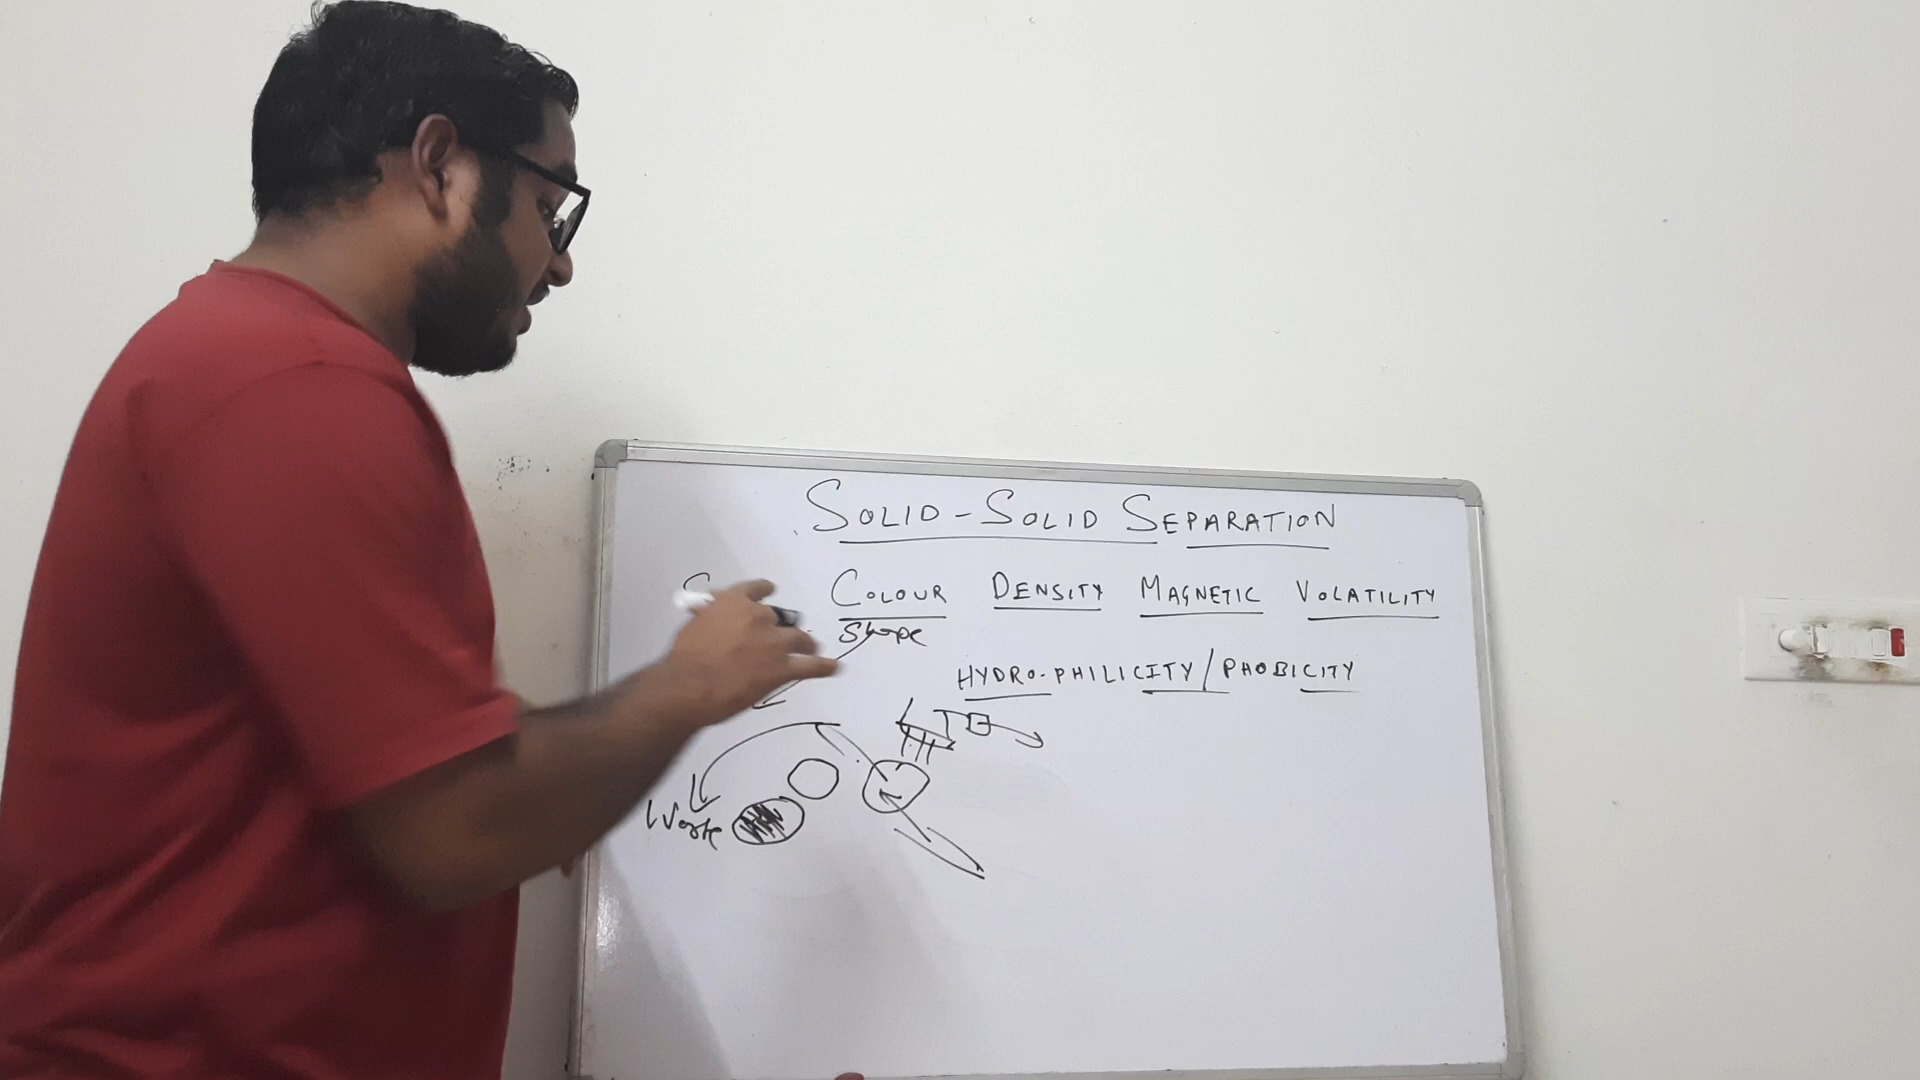 SOLID-SOLID SEPARATION
COLOUR DENSITY MAGNETIC VOLATILITY
Shape
HYDRO-PHILICITY/PHOBICITY
Waste